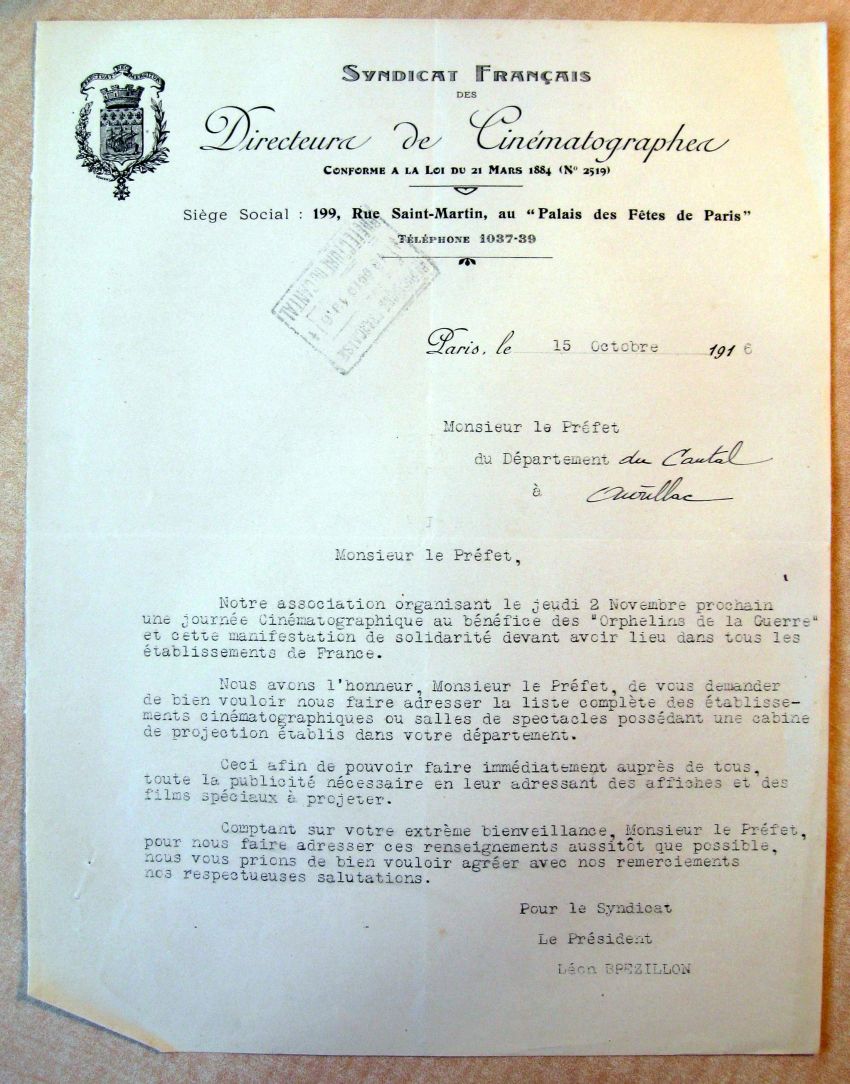 SYNDICAT FRANÇAIS
DES
Directeurs de Cinématographes
CONFORME A LA LOI DU 21 MARS 1884 (No 2519)
Siège Social : 199, Rue Saint-Martin, au "Palais des Fêtes de Paris"
TÉLÉPHONE 1037-39
PRÉFECTURE DU CANTAL
Paris, le 15 Octobre 1916
Monsieur le Préfet
du Département du Cantal
à Aurillac
Monsieur le Préfet,
Notre association organisant le jeudi 2 Novembre prochain
une journée Cinématographique au bénéfice des "Orphelins de la Guerre"
et cette manifestation de solidarité devant avoir lieu dans tous les
établissements de France.
Nous avons l'honneur, Monsieur le Préfet, de vous demander
de bien vouloir nous faire adresser la liste complète des établisse-
ments cinématographiques ou salles de spectacles possédant une cabine
de projection établis dans votre département.
Ceci afin de pouvoir faire immédiatement auprès de tous,
toute la publicité nécessaire en leur adressant des affiches et des
films spéciaux à projeter.
Comptant sur votre extrème bienveillance, Monsieur le Préfet,
pour nous faire adresser ces renseignements aussitôt que possible,
nous vous prions de bien vouloir agréer avec nos remerciements
nos respectueuses salutations.
Pour le Syndicat
Le Président
Léon BREZILLON